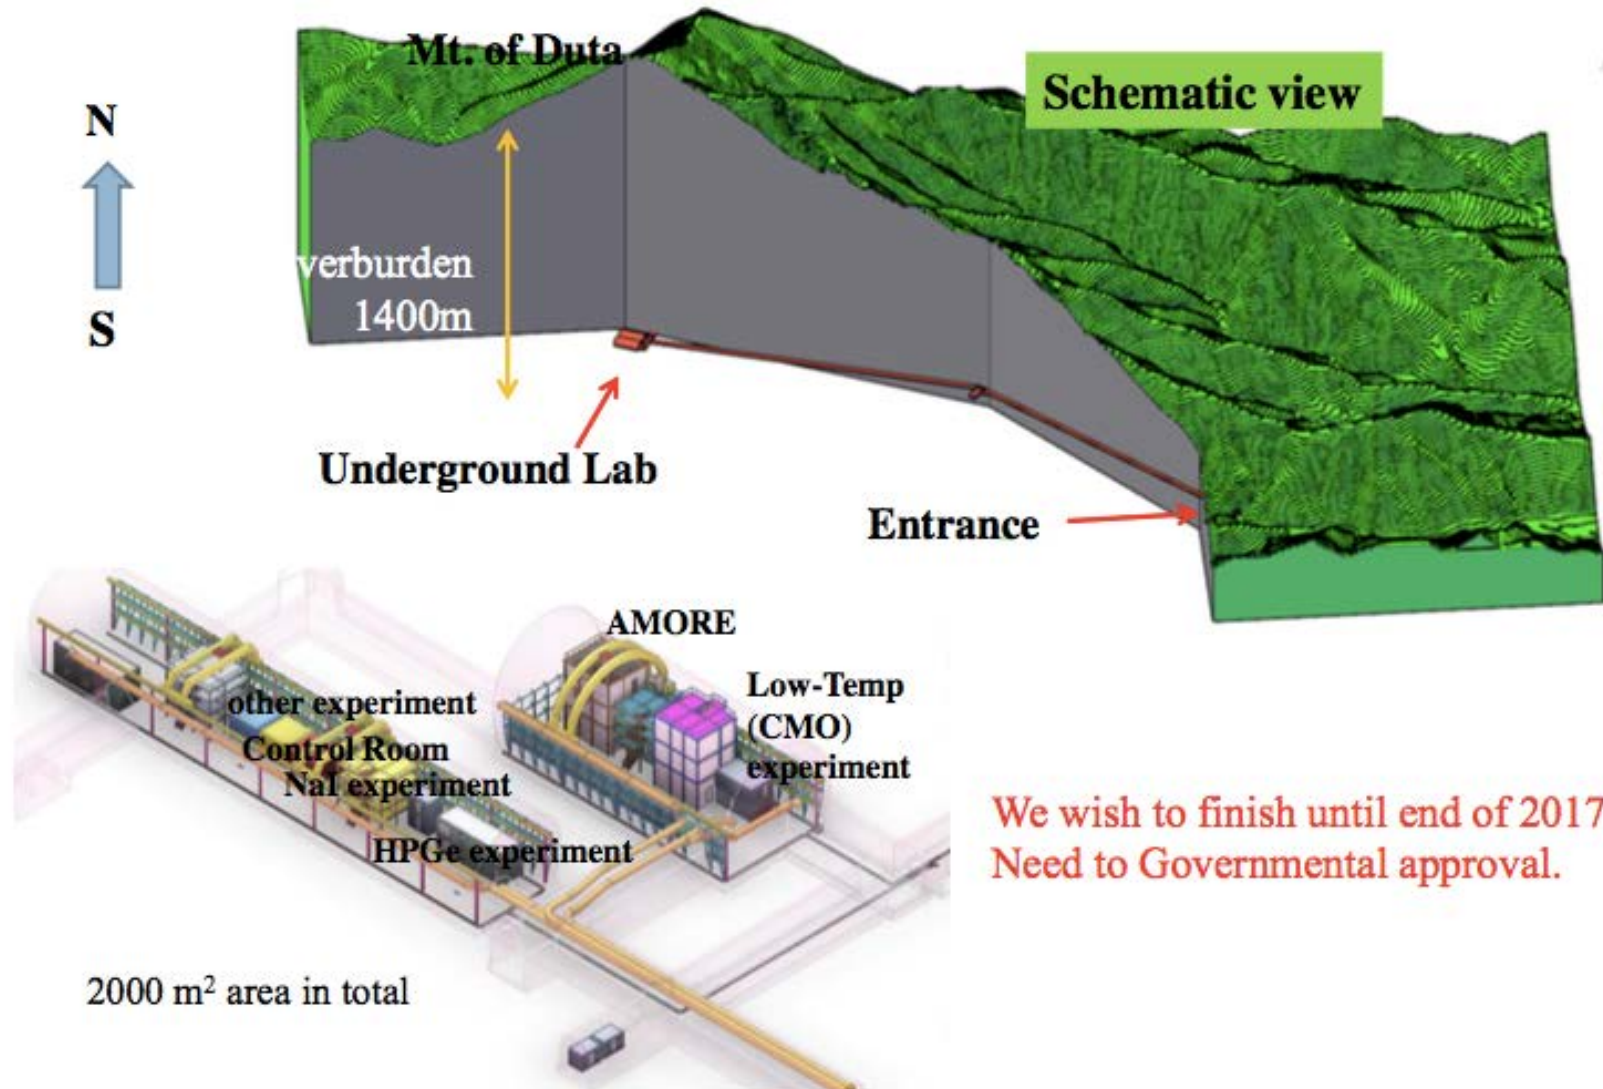 Mt. of Duta
Schematic view
N
S
verburden
1400m
Underground Lab
Entrance
AMORE
Low-Temp
(CMO)
experiment
other experiment
Control Room
NaI experiment
HPGe experiment
We wish to finish until end of 2017
Need to Governmental approval.
2000 m² area in total